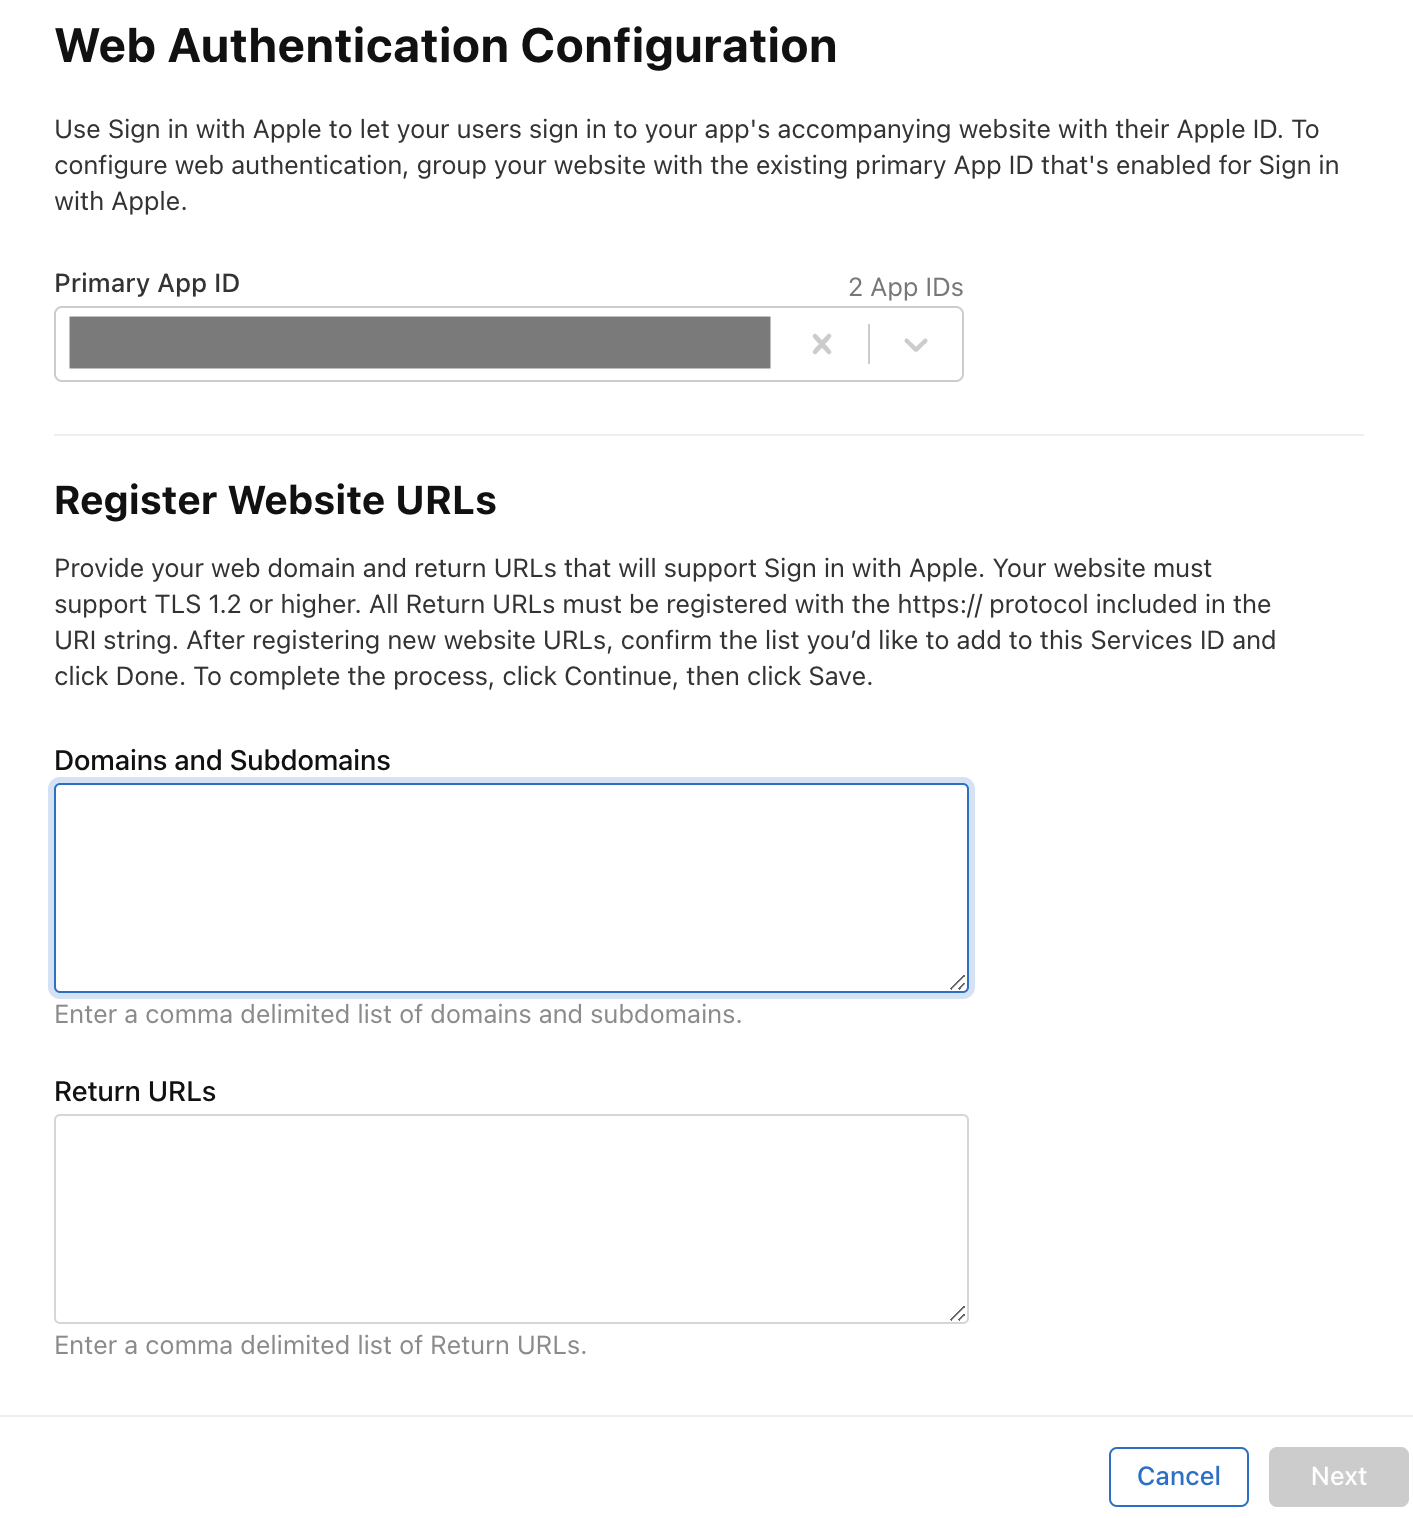 Web Authentication Configuration
Use Sign in with Apple to let your users sign in to your app's accompanying website with their Apple ID. To
configure web authentication, group your website with the existing primary App ID that's enabled for Sign in
with Apple.
Primary App ID
2 App IDs
Register Website URLs
Provide your web domain and return URLs that will support Sign in with Apple. Your website must
support TLS 1.2 or higher. All Return URLs must be registered with the https:// protocol included in the
URI string. After registering new website URLs, confirm the list you’d like to add to this Services ID and
click Done. To complete the process, click Continue, then click Save.
Domains and Subdomains
Enter a comma delimited list of domains and subdomains.
Return URLs
Enter a comma delimited list of Return URLs.
Cancel
Next